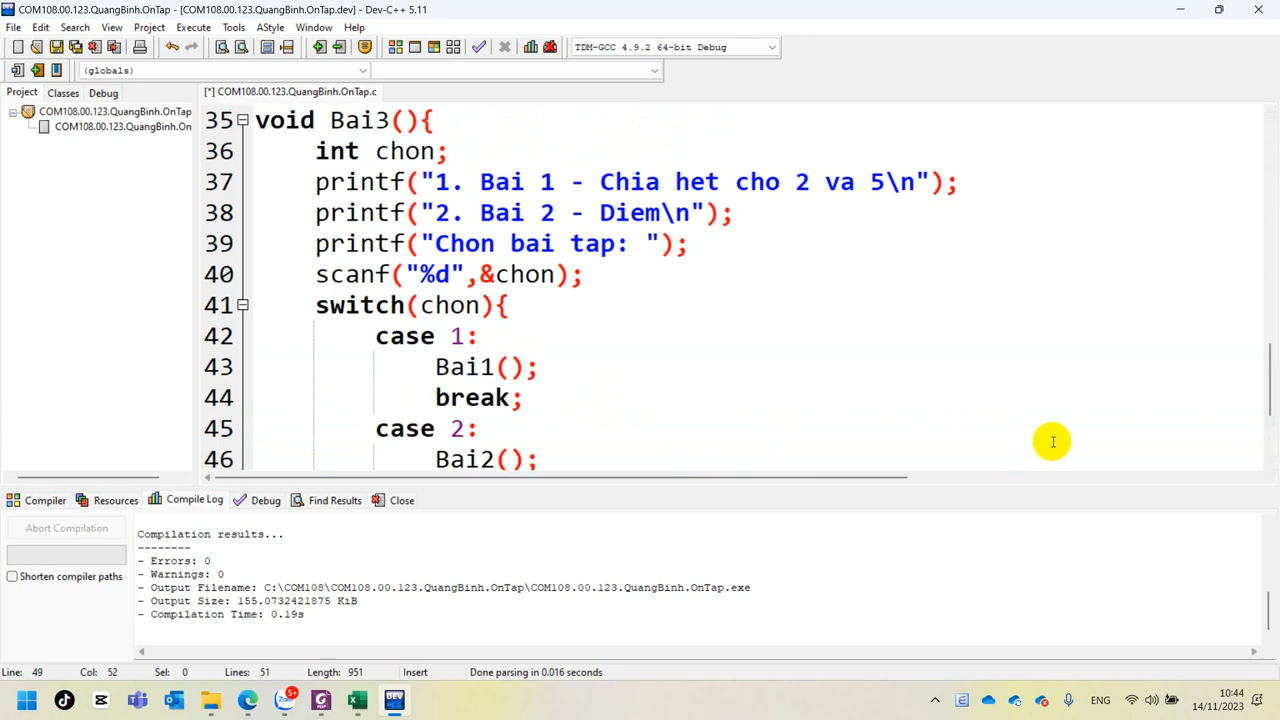 COM108.00.123.QuangBinh.OnTap - [COM108.00.123.QuangBinh.OnTap.dev] - Dev-C++ 5.11
File Edit Search View Project Execute Tools AStyle Window Help
TDM-GCC 4.9.2 64-bit Debug
(globals)
Project Classes Debug
[*] COM108.00.123.QuangBinh.OnTap.c
COM108.00.123.QuangBinh.OnTap
COM108.00.123.QuangBinh.On
35 void Bai3(){
36 int chon;
37 printf("1. Bai 1 - Chia het cho 2 va 5\n");
38 printf("2. Bai 2 - Diem\n");
39 printf("Chon bai tap: ");
40 scanf("%d",&chon);
41 switch(chon){
42 case 1:
43 Bai1();
44 break;
45 case 2:
46 Bai2();
Compiler Resources Compile Log Debug Find Results Close
Abort Compilation
Shorten compiler paths
Compilation results...
--------
- Errors: 0
- Warnings: 0
- Output Filename: C:\COM108\COM108.00.123.QuangBinh.OnTap\COM108.00.123.QuangBinh.OnTap.exe
- Output Size: 155.0732421875 KiB
- Compilation Time: 0.19s
Line: 49 Col: 52 Sel: 0 Lines: 51 Length: 951 Insert Done parsing in 0.016 seconds
Zalo 5+ DEV ENG 10:44
14/11/2023